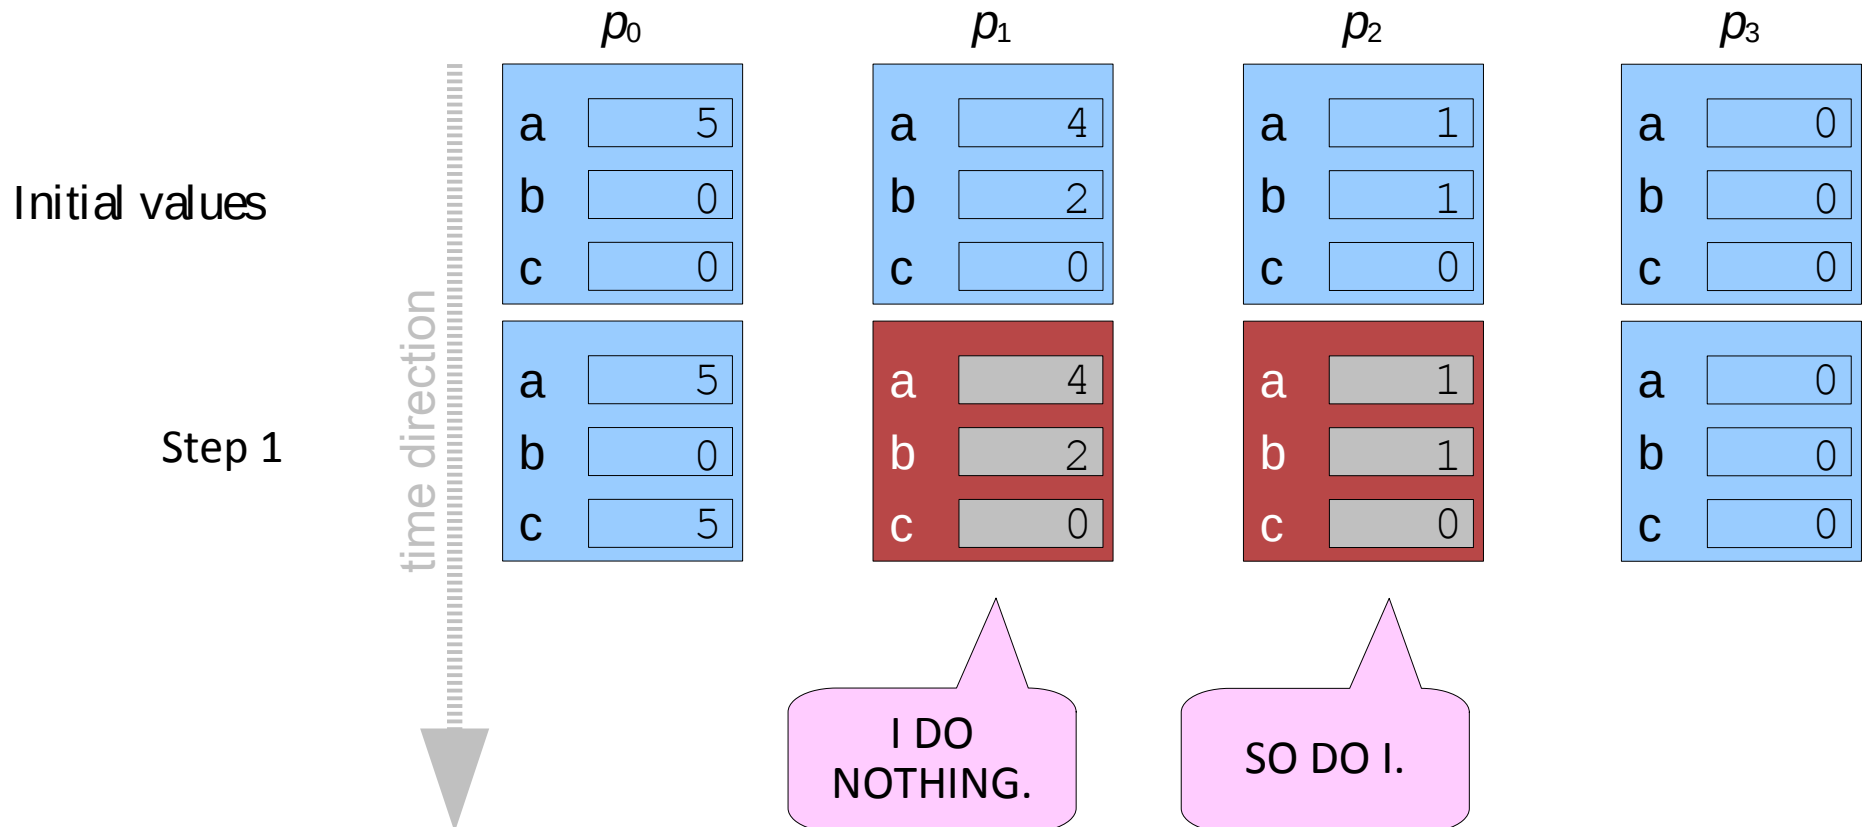 p0 p1 p2 p3
Initial values
a 5 a 4 a 1 a 0
b 0 b 2 b 1 b 0
c 0 c 0 c 0 c 0
time direction
Step 1
a 5 a 4 a 1 a 0
b 0 b 2 b 1 b 0
c 5 c 0 c 0 c 0
I DO
NOTHING.
SO DO I.